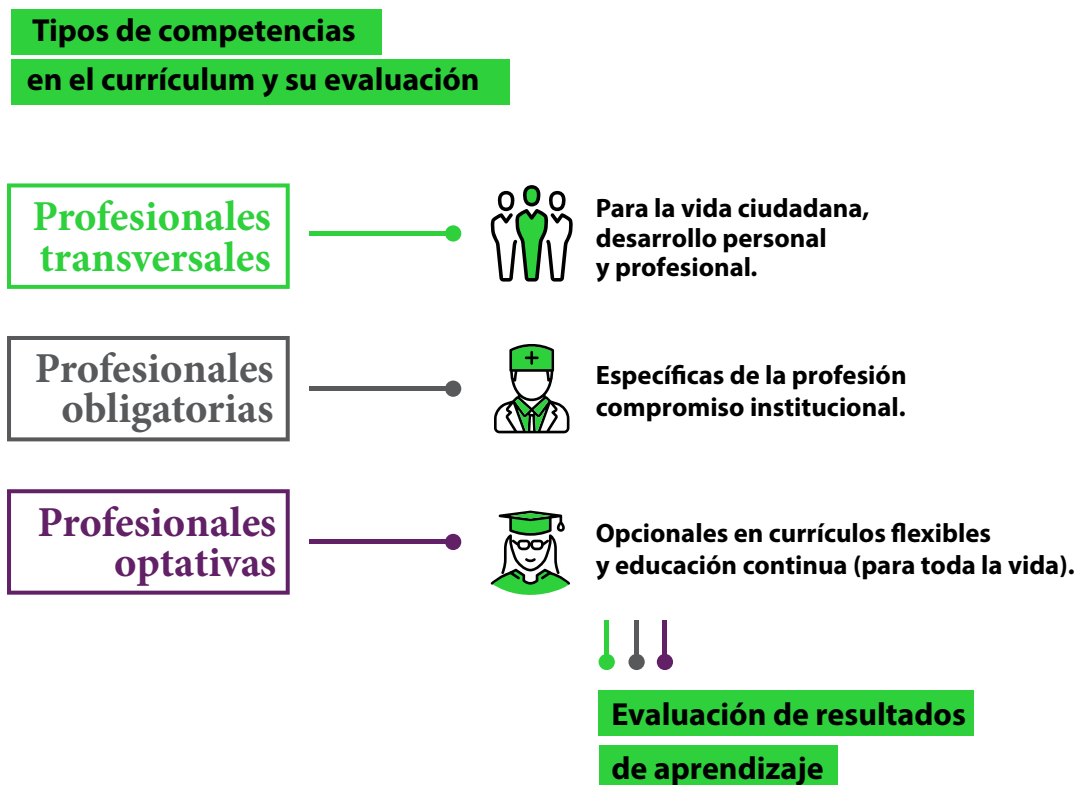 Tipos de competencias
en el currículum y su evaluación
Profesionales
transversales
Para la vida ciudadana,
desarrollo personal
y profesional.
Profesionales
obligatorias
Específicas de la profesión
compromiso institucional.
Profesionales
optativas
Opcionales en currículos flexibles
y educación continua (para toda la vida).
Evaluación de resultados
de aprendizaje